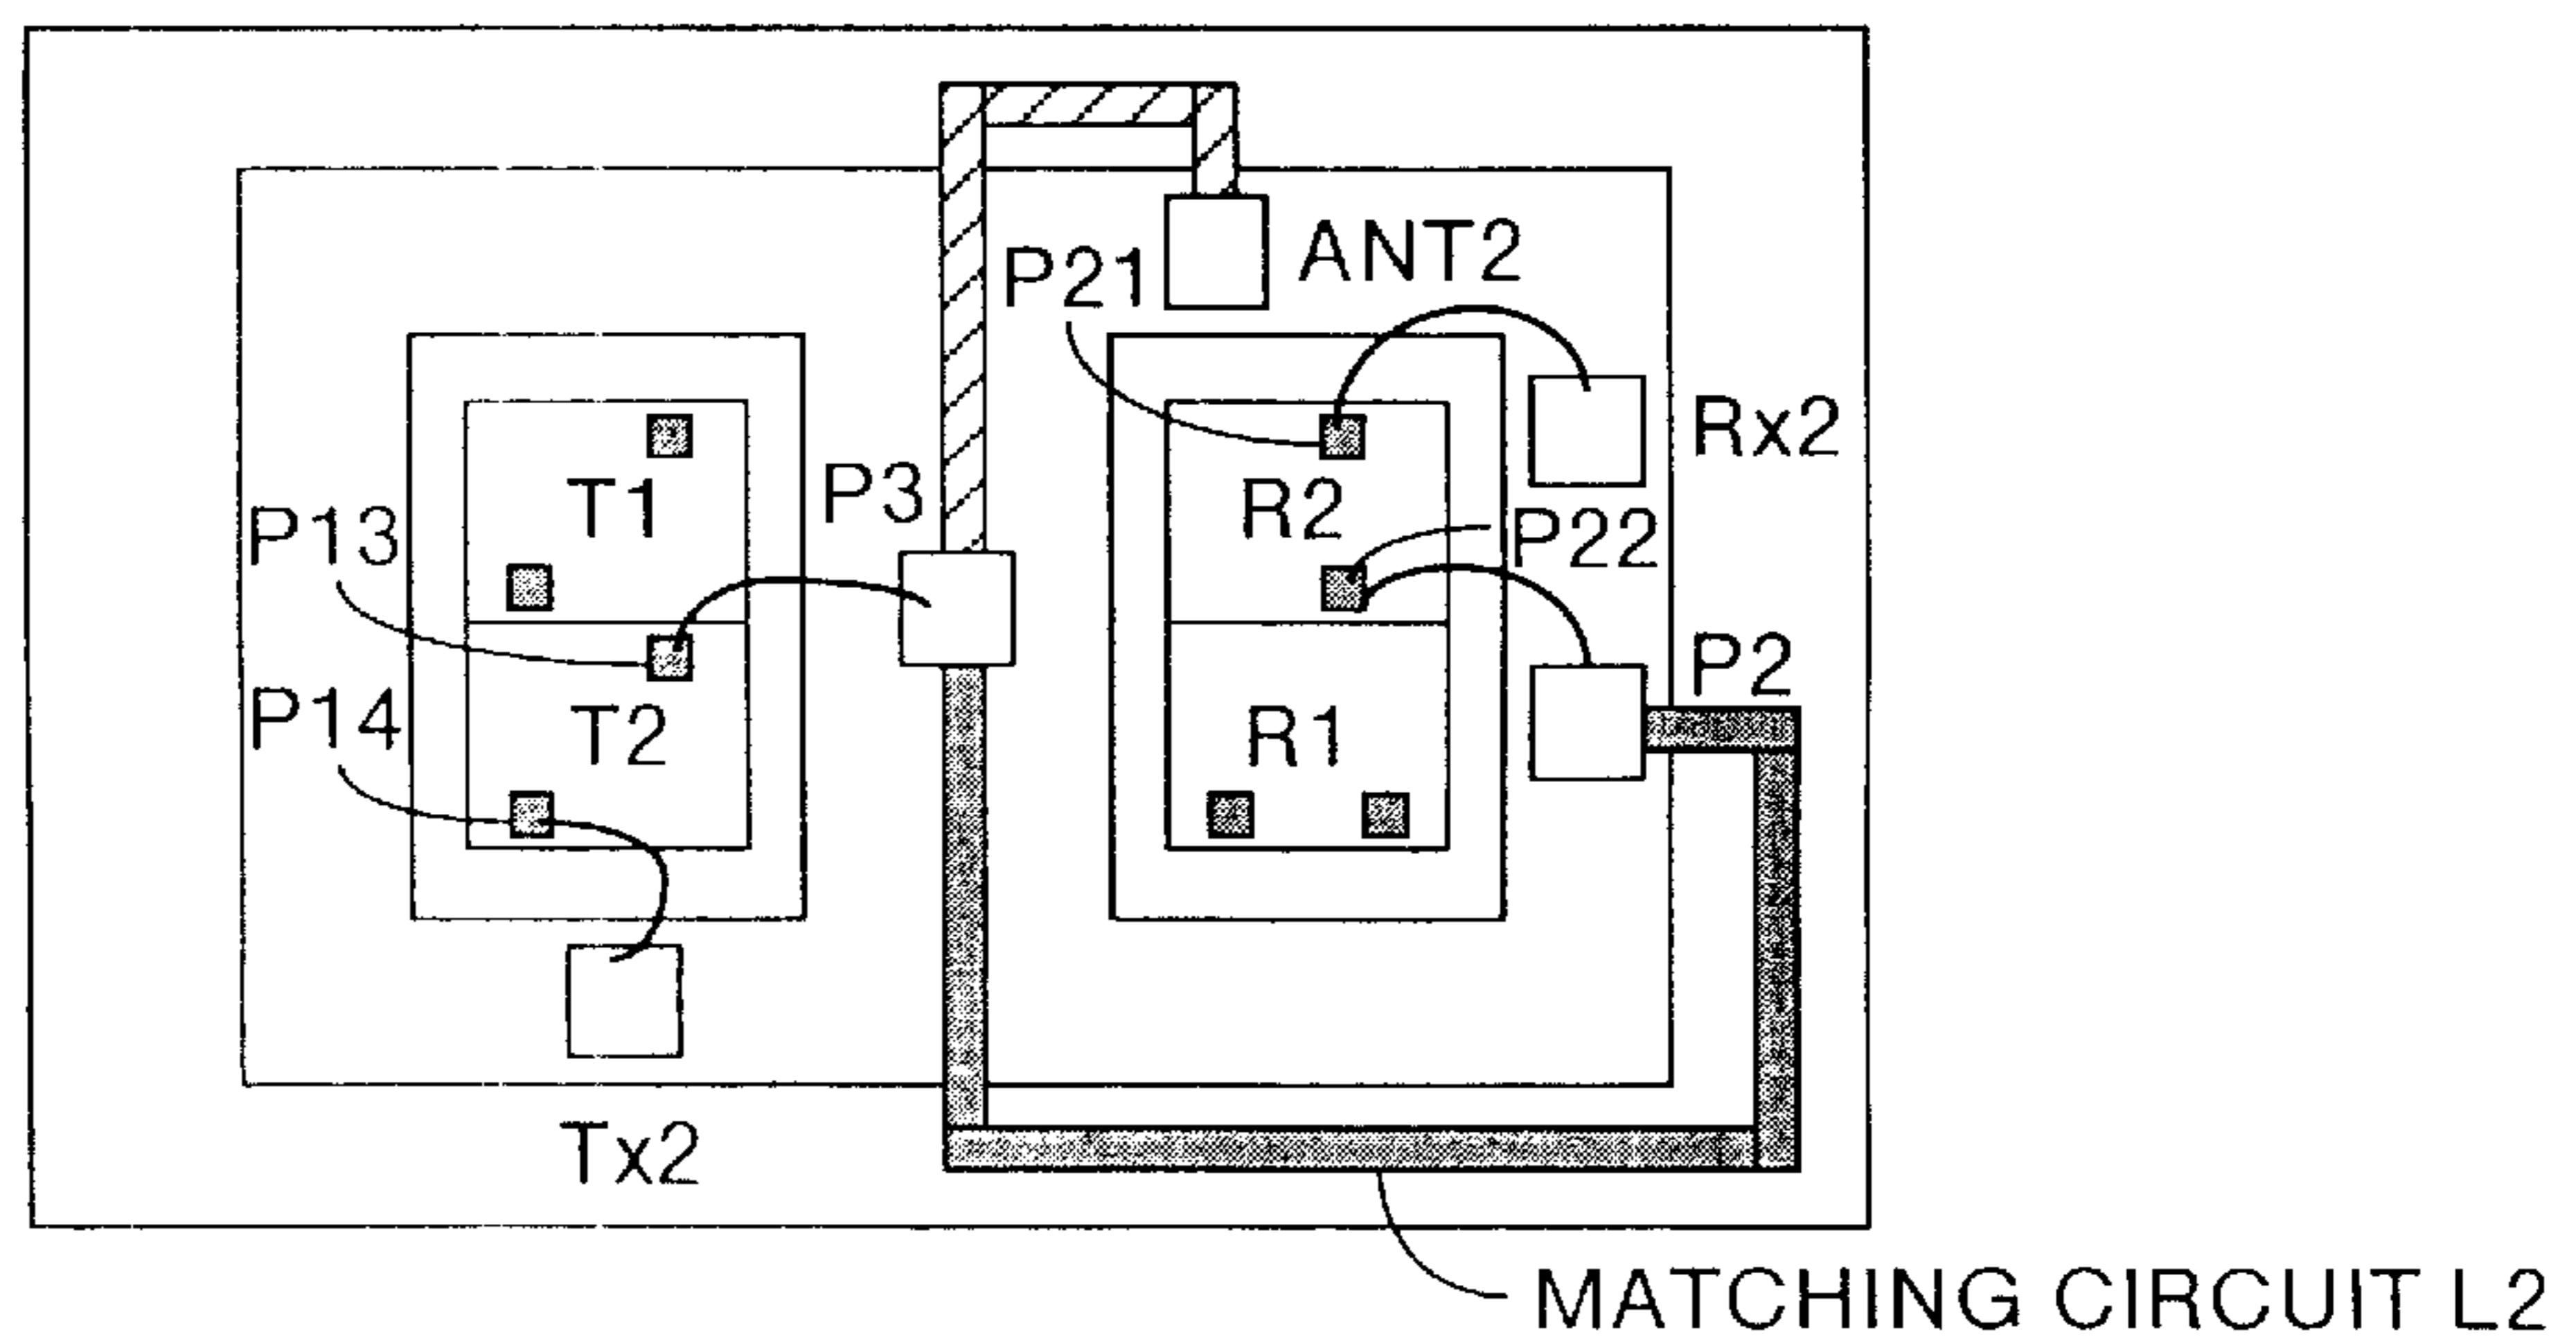 ANT2
P21
Rx2
T1
P3
R2
P13
P22
P2
P14
T2
R1
Tx2
MATCHING CIRCUIT L2